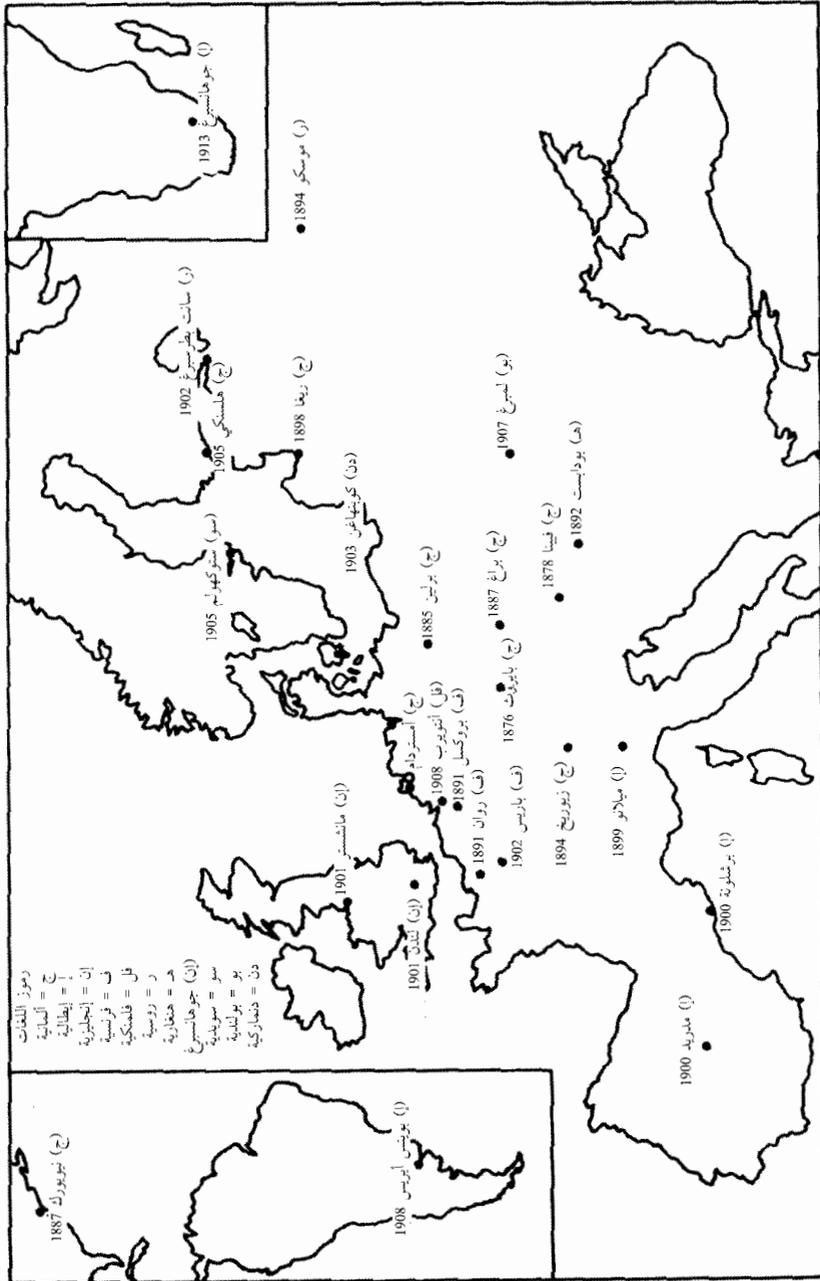 رموز اللغات
ج = ألمانية
إ = إيطالية
إن = إنجليزية
ف = فرنسية
فل = فلمنكية
ر = روسية
هـ = هنغارية
(إن) جوهانسبرغ
سو = سويدية
بو = بولندية
دن = دنماركية
(ج) نيويورك 1887
(إ) بوينس ايريس 1908
(إ) جوهانسبرغ 1913
(ر) موسكو 1894
(ر) سانت بطرسبرغ 1902
(ج) هلسنكي 1905
(ج) ريغا 1898
(سو) ستوكهولم 1905
(دن) كوبنهاغن 1903
(إن) مانشستر 1901
(إن) لندن 1901
(ج) أمستردام
(فل) أنتويرب 1908
(ف) بروكسل 1891
(ف) روان 1891
(ف) باريس 1902
(ج) برلين 1885
(ج) بايروث 1876
(ج) براغ 1887
(بو) لمبرغ 1907
(ج) فيينا 1878
(هـ) بودابست 1892
(ج) زيوريخ 1894
(إ) ميلانو 1899
(إ) برشلونة 1900
(إ) مدريد 1900